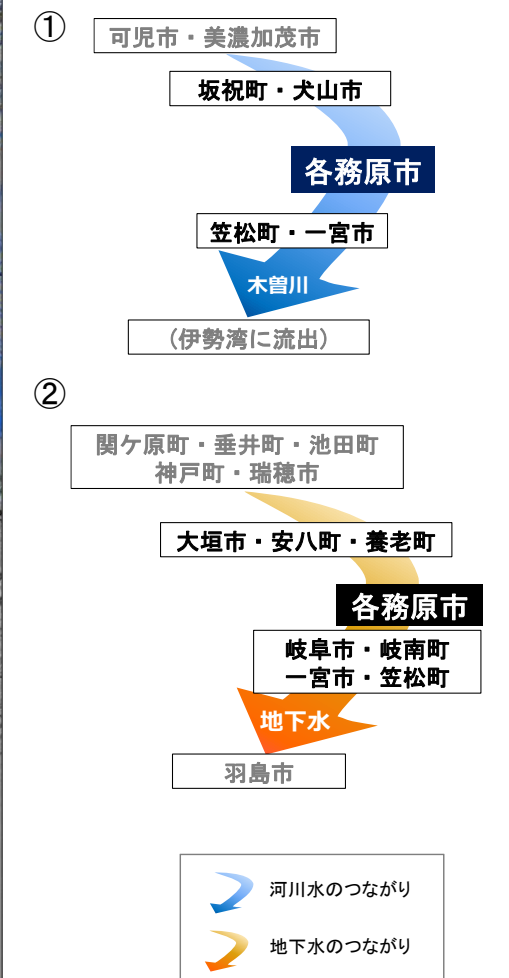 ①
可児市・美濃加茂市
坂祝町・犬山市
各務原市
笠松町・一宮市
木曽川
(伊勢湾に流出)
②
関ケ原町・垂井町・池田町
神戸町・瑞穂市
大垣市・安八町・養老町
各務原市
岐阜市・岐南町
一宮市・笠松町
地下水
羽島市
河川水のつながり
地下水のつながり